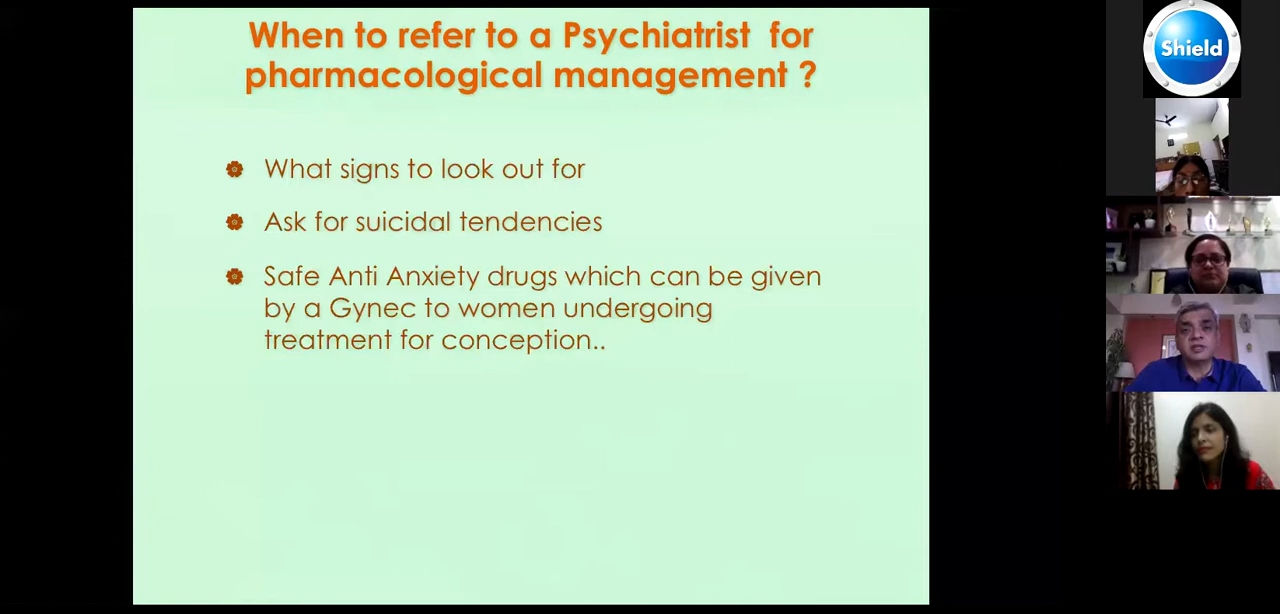 When to refer to a Psychiatrist for
pharmacological management ?
What signs to look out for
Ask for suicidal tendencies
Safe Anti Anxiety drugs which can be given
by a Gynec to women undergoing
treatment for conception..
Shield